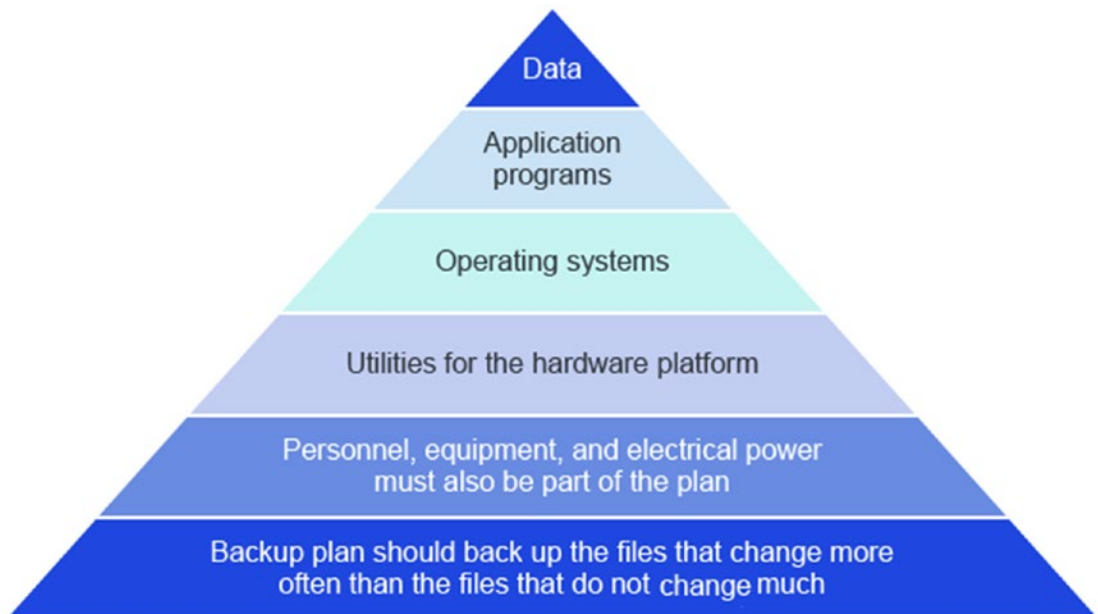 Data
Application
programs
Operating systems
Utilities for the hardware platform
Personnel, equipment, and electrical power
must also be part of the plan
Backup plan should back up the files that change more
often than the files that do not change much